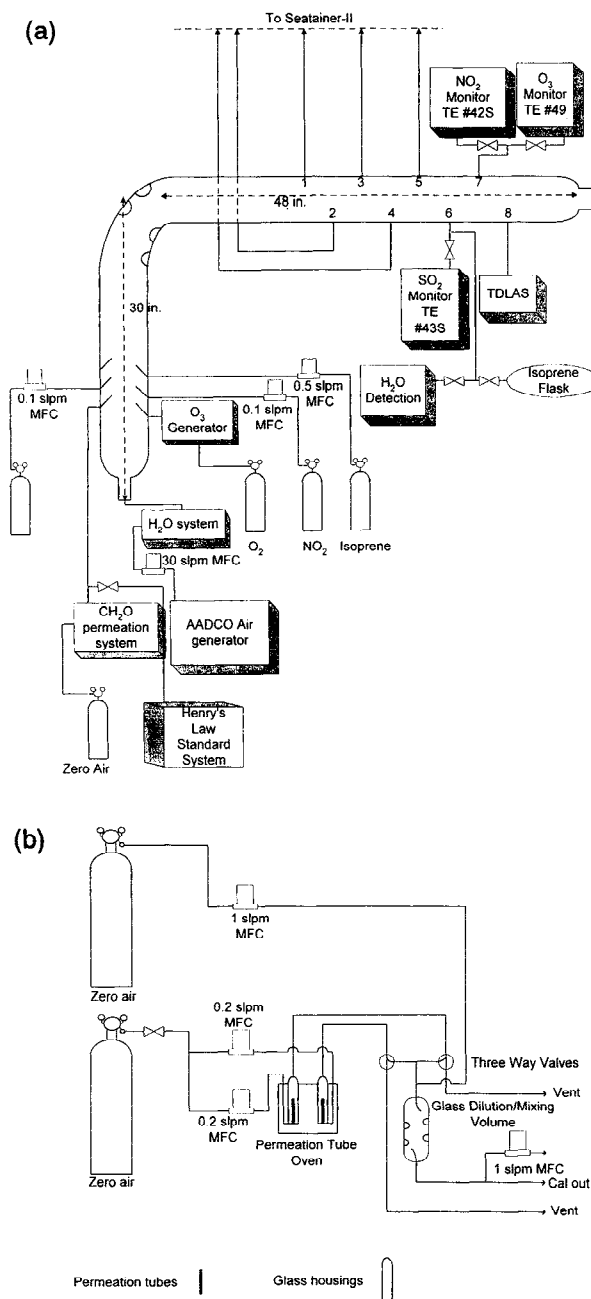 (a)
To Seatainer-II
NO2
Monitor
TE #42S
O3
Monitor
TE #49
1
3
5
7
48 in.
2
4
6
8
30 in.
SO2
Monitor
TE
#43S
TDLAS
H2O
Detection
Isoprene
Flask
0.1 slpm
MFC
0.5 slpm
MFC
0.1 slpm
MFC
O3
Generator
H2O system
O2
NO2
Isoprene
30 slpm MFC
CH2O
permeation
system
AADCO Air
generator
Henry's
Law
Standard
System
Zero Air
(b)
1 slpm
MFC
Zero air
0.2 slpm
MFC
0.2 slpm
MFC
Three Way Valves
Vent
Glass Dilution/Mixing
Volume
Permeation Tube
Oven
1 slpm MFC
Cal out
Zero air
Vent
Permeation tubes
Glass housings